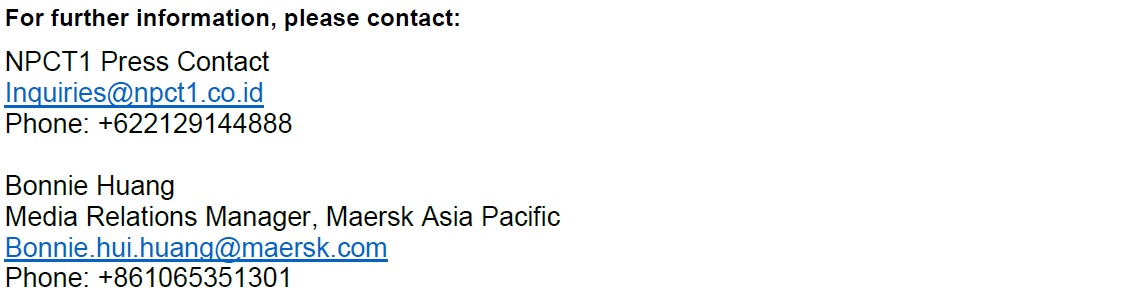 For further information, please contact:
NPCT1 Press Contact
Inquiries@npct1.co.id
Phone: +622129144888
Bonnie Huang
Media Relations Manager, Maersk Asia Pacific
Bonnie.hui.huang@maersk.com
Phone: +861065351301